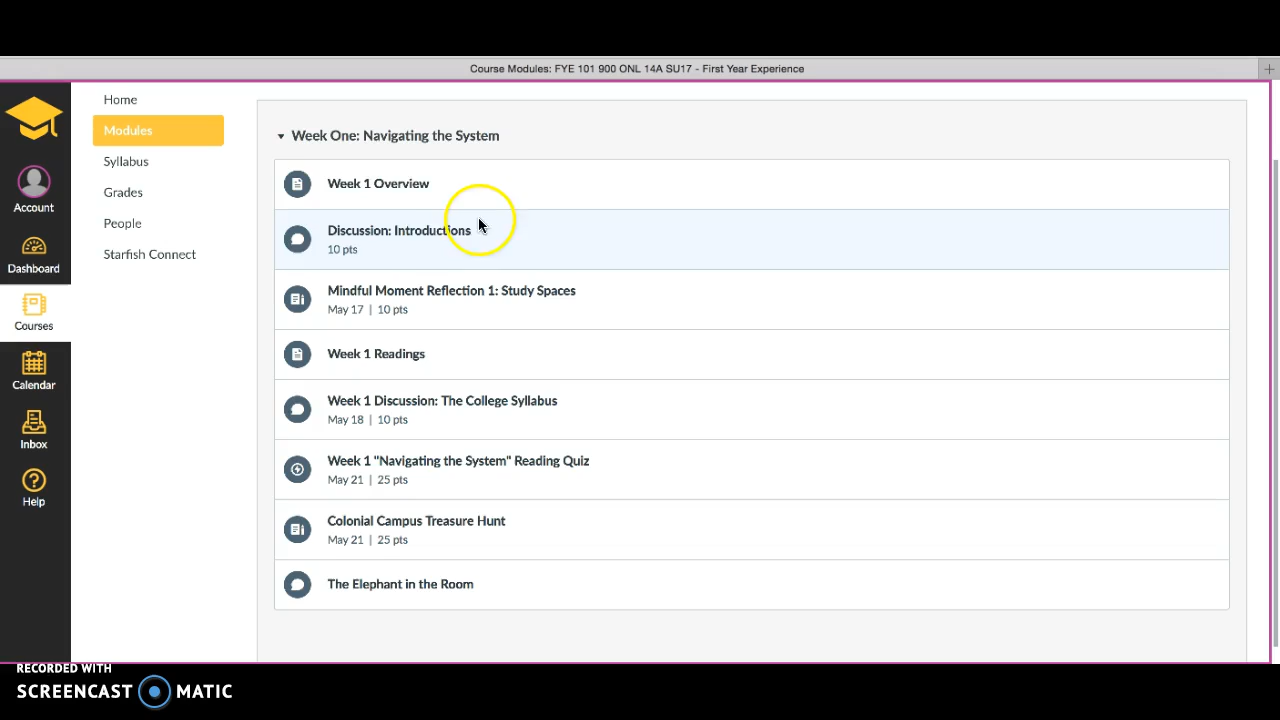 Course Modules: FYE 101 900 ONL 14A SU17 - First Year Experience
Account
Dashboard
Courses
Calendar
Inbox
Help
Home
Modules
Syllabus
Grades
People
Starfish Connect
Week One: Navigating the System
Week 1 Overview
Discussion: Introductions
10 pts
Mindful Moment Reflection 1: Study Spaces
May 17 | 10 pts
Week 1 Readings
Week 1 Discussion: The College Syllabus
May 18 | 10 pts
Week 1 "Navigating the System" Reading Quiz
May 21 | 25 pts
Colonial Campus Treasure Hunt
May 21 | 25 pts
The Elephant in the Room
RECORDED WITH
SCREENCAST MATIC